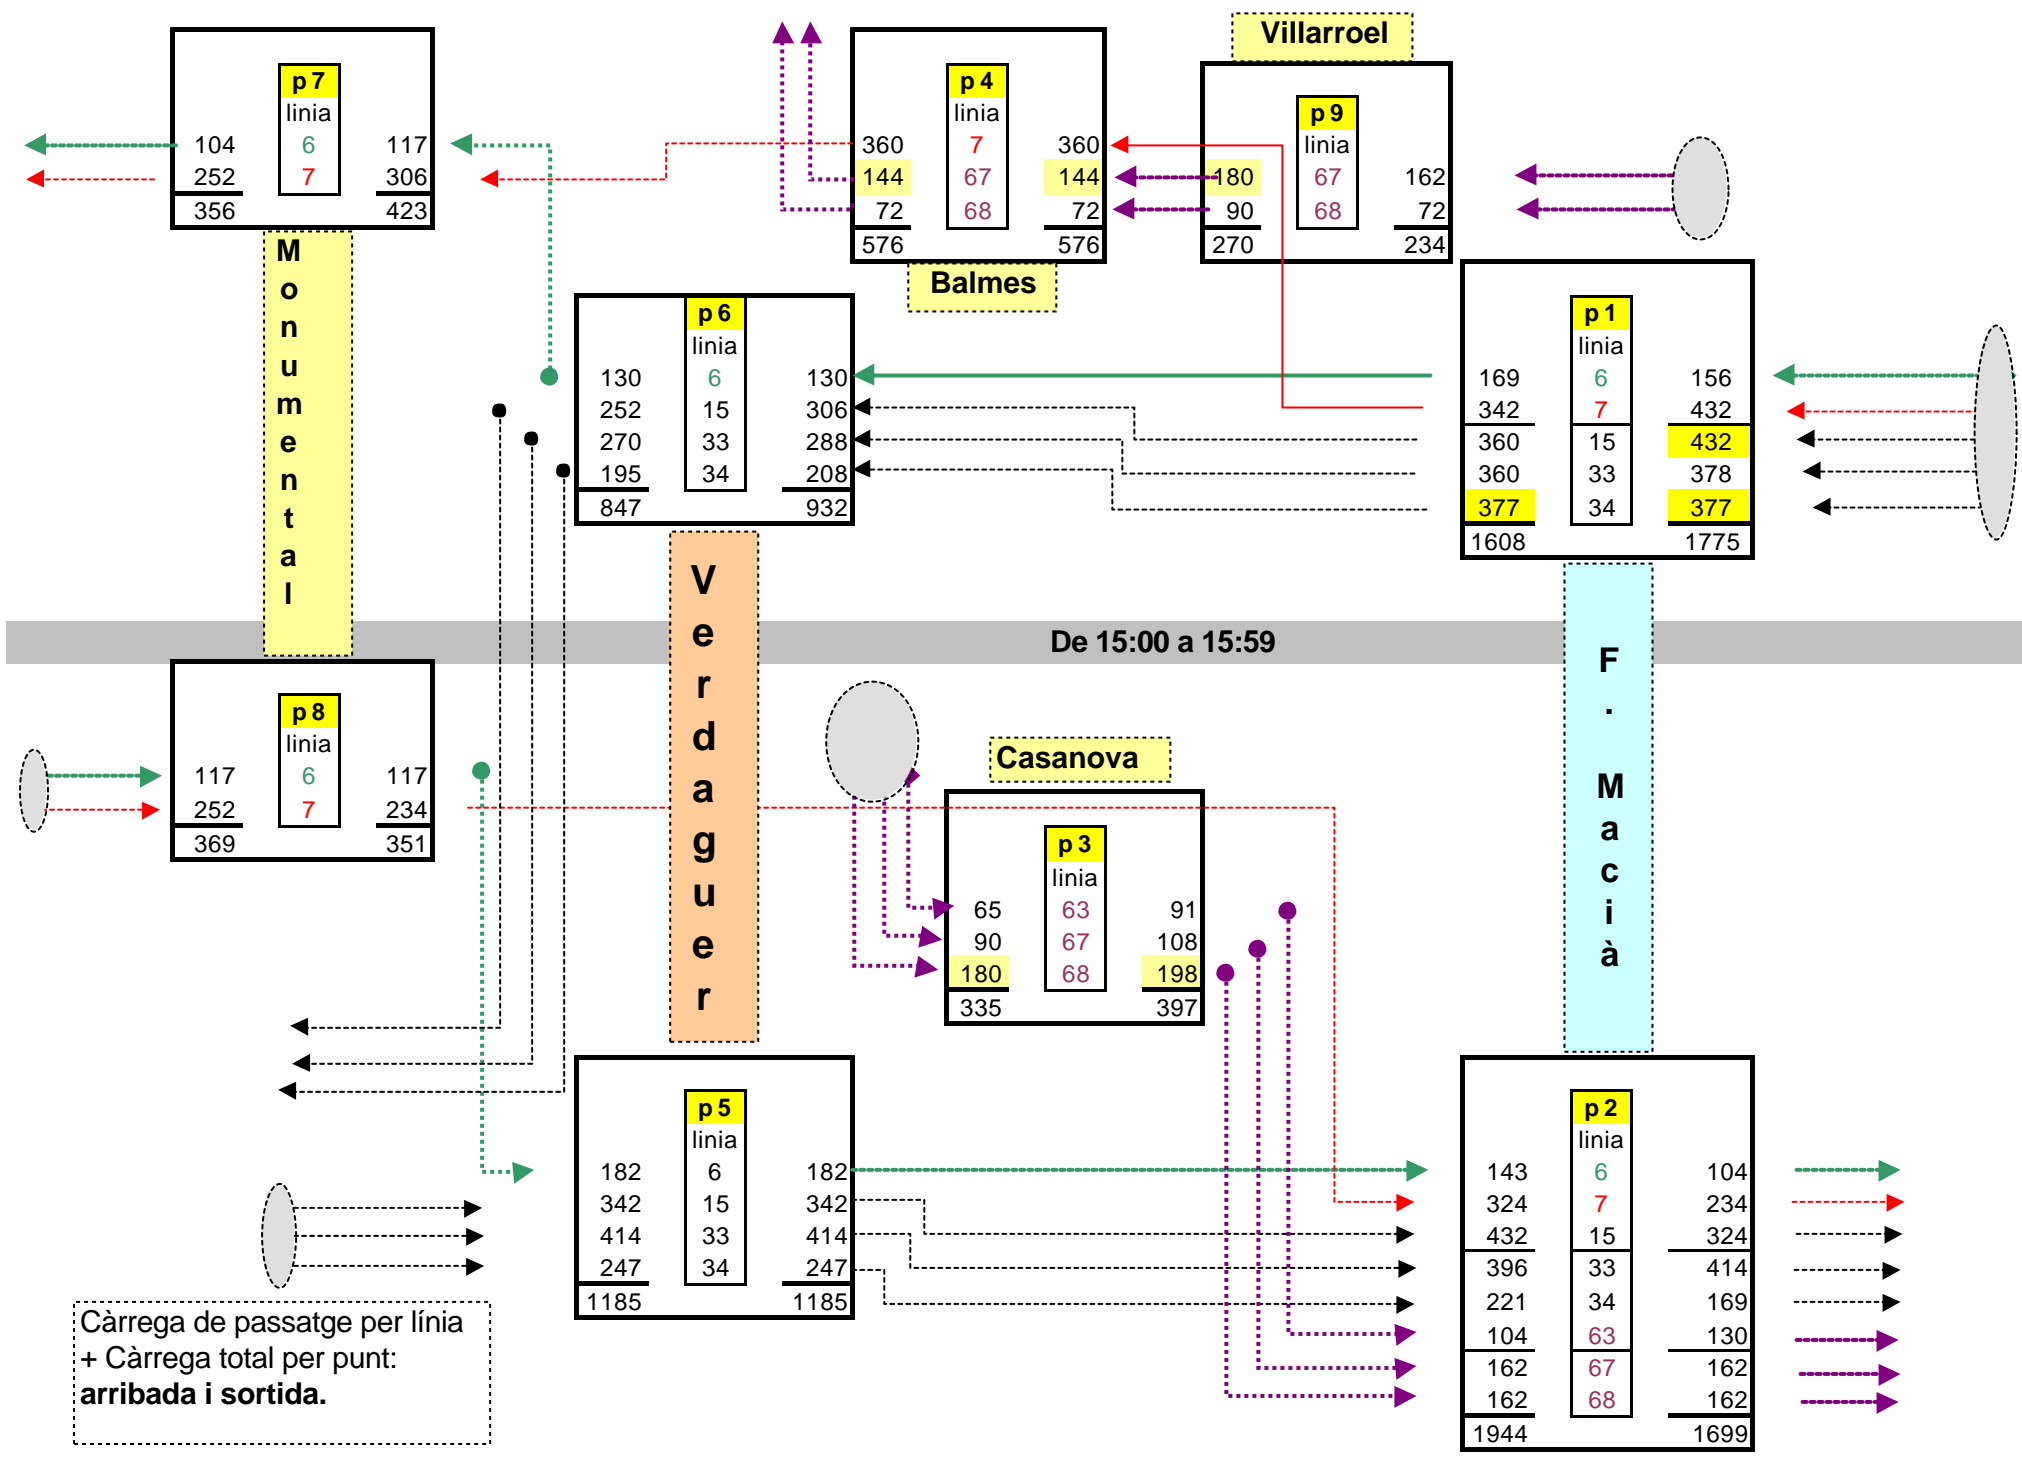 Villarroel
p 7
linia
104 6 117
252 7 306
356 423
p 4
linia
360 7 360
144 67 144
72 68 72
576 576
p 9
linia
180 67 162
90 68 72
270 234
Monumental
Balmes
p 6
linia
130 6 130
252 15 306
270 33 288
195 34 208
847 932
p 1
linia
169 6 156
342 7 432
360 15 432
360 33 378
377 34 377
1608 1775
Verdaguer
F. Macià
De 15:00 a 15:59
p 8
linia
117 6 117
252 7 234
369 351
Casanova
p 3
linia
65 63 91
90 67 108
180 68 198
335 397
p 5
linia
182 6 182
342 15 342
414 33 414
247 34 247
1185 1185
p 2
linia
143 6 104
324 7 234
432 15 324
396 33 414
221 34 169
104 63 130
162 67 162
162 68 162
1944 1699
Càrrega de passatge per línia
+ Càrrega total per punt:
arribada i sortida.